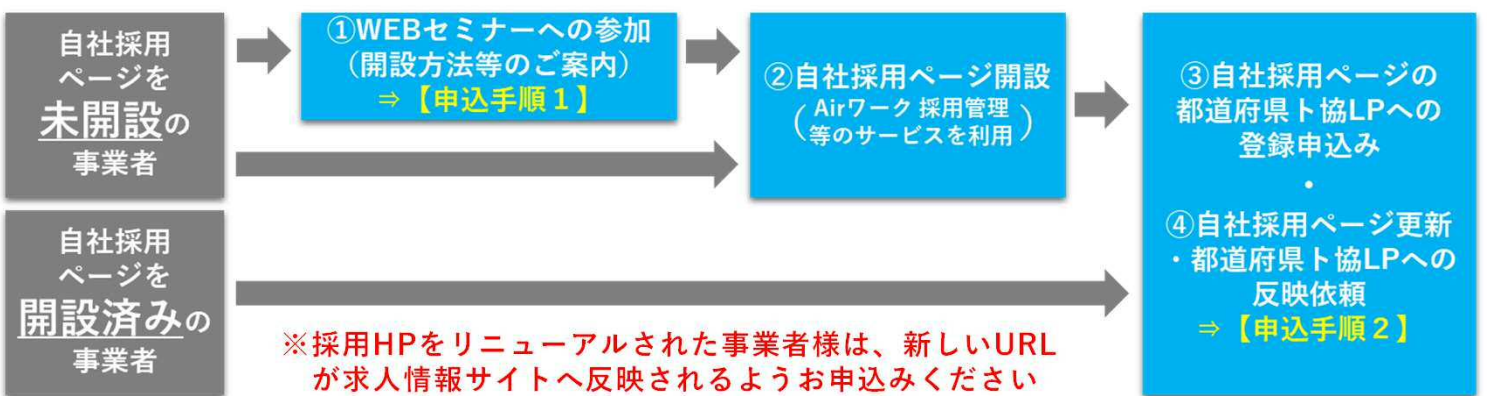 自社採用
ページを
未開設の
事業者
①WEBセミナーへの参加
（開設方法等のご案内）
⇒【申込手順１】
②自社採用ページ開設
（Airワーク 採用管理
等のサービスを利用）
③自社採用ページの
都道府県ト協LPへの
登録申込み
・
④自社採用ページ更新
・都道府県ト協LPへの
反映依頼
⇒【申込手順２】
自社採用
ページを
開設済みの
事業者
※採用HPをリニューアルされた事業者様は、新しいURL
が求人情報サイトへ反映されるようお申込みください